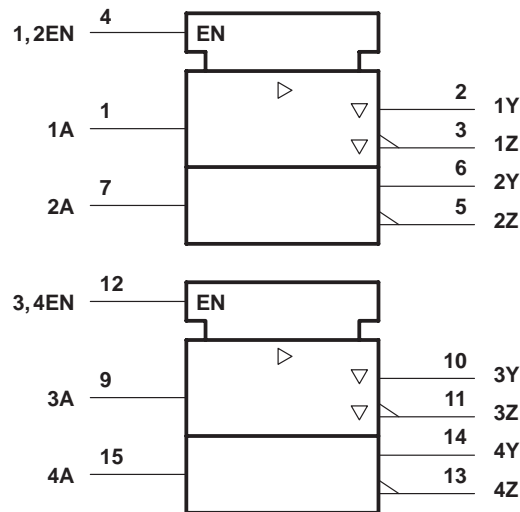 4
1,2EN EN
1 2 1Y
1A 3 1Z
7 6 2Y
2A 5 2Z
12
3,4EN EN
9 10 3Y
3A 11 3Z
15 14 4Y
4A 13 4Z